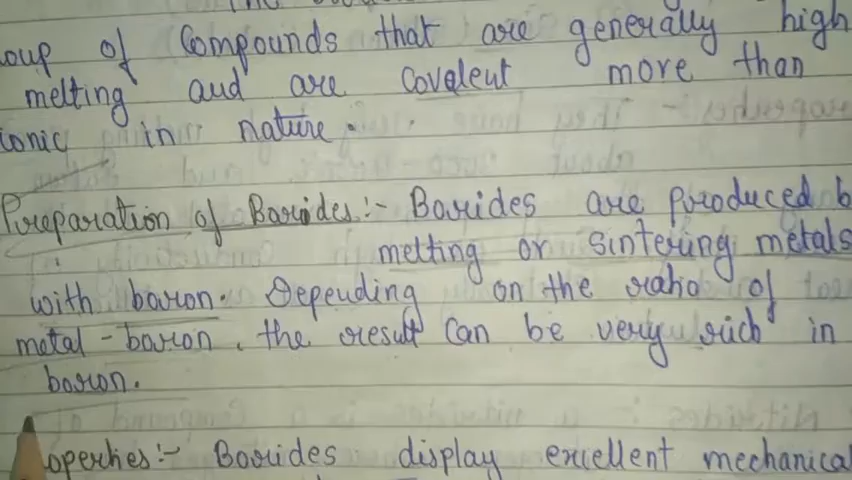 oup of Compounds that are generally high
melting and are Covalent more than
ionic in nature.
Preparation of Borides:- Borides are produced b
melting or sintering metals
with boron. Depending on the ratio of
metal-boron, the result can be very rich in
boron.
operties:- Borides display excellent mechanical